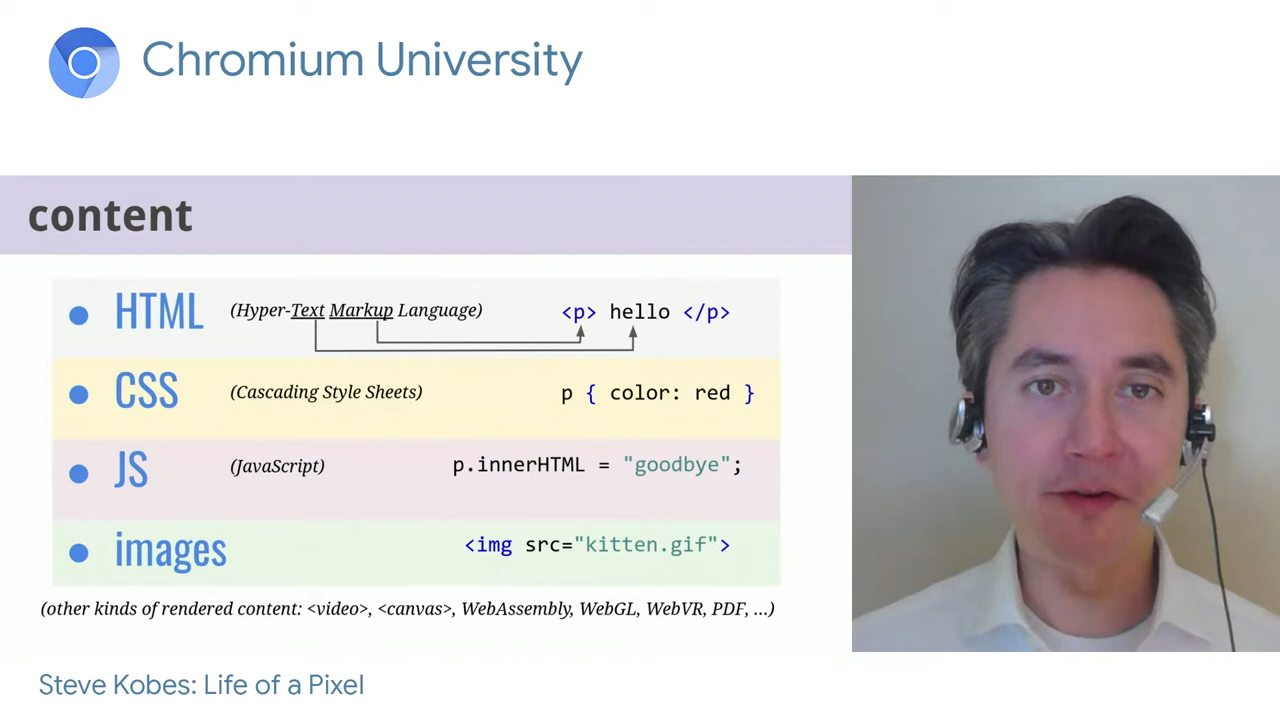 Chromium University
content
● HTML (Hyper-Text Markup Language) <p> hello </p>
● CSS (Cascading Style Sheets) p { color: red }
● JS (JavaScript) p.innerHTML = "goodbye";
● images <img src="kitten.gif">
(other kinds of rendered content: <video>, <canvas>, WebAssembly, WebGL, WebVR, PDF, ...)
Steve Kobes: Life of a Pixel